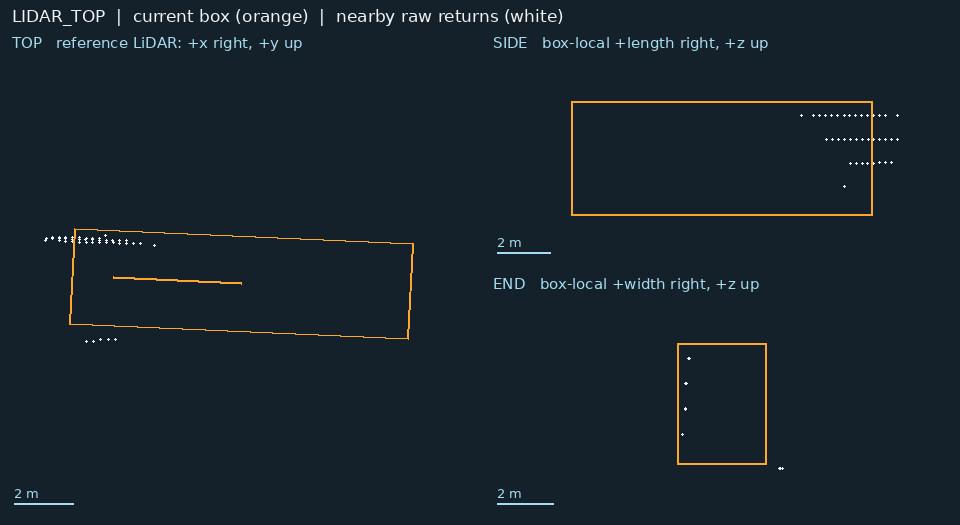 LIDAR_TOP | current box (orange) | nearby raw returns (white)
TOP reference LiDAR: +x right, +y up
SIDE box-local +length right, +z up
2 m
END box-local +width right, +z up
2 m
2 m